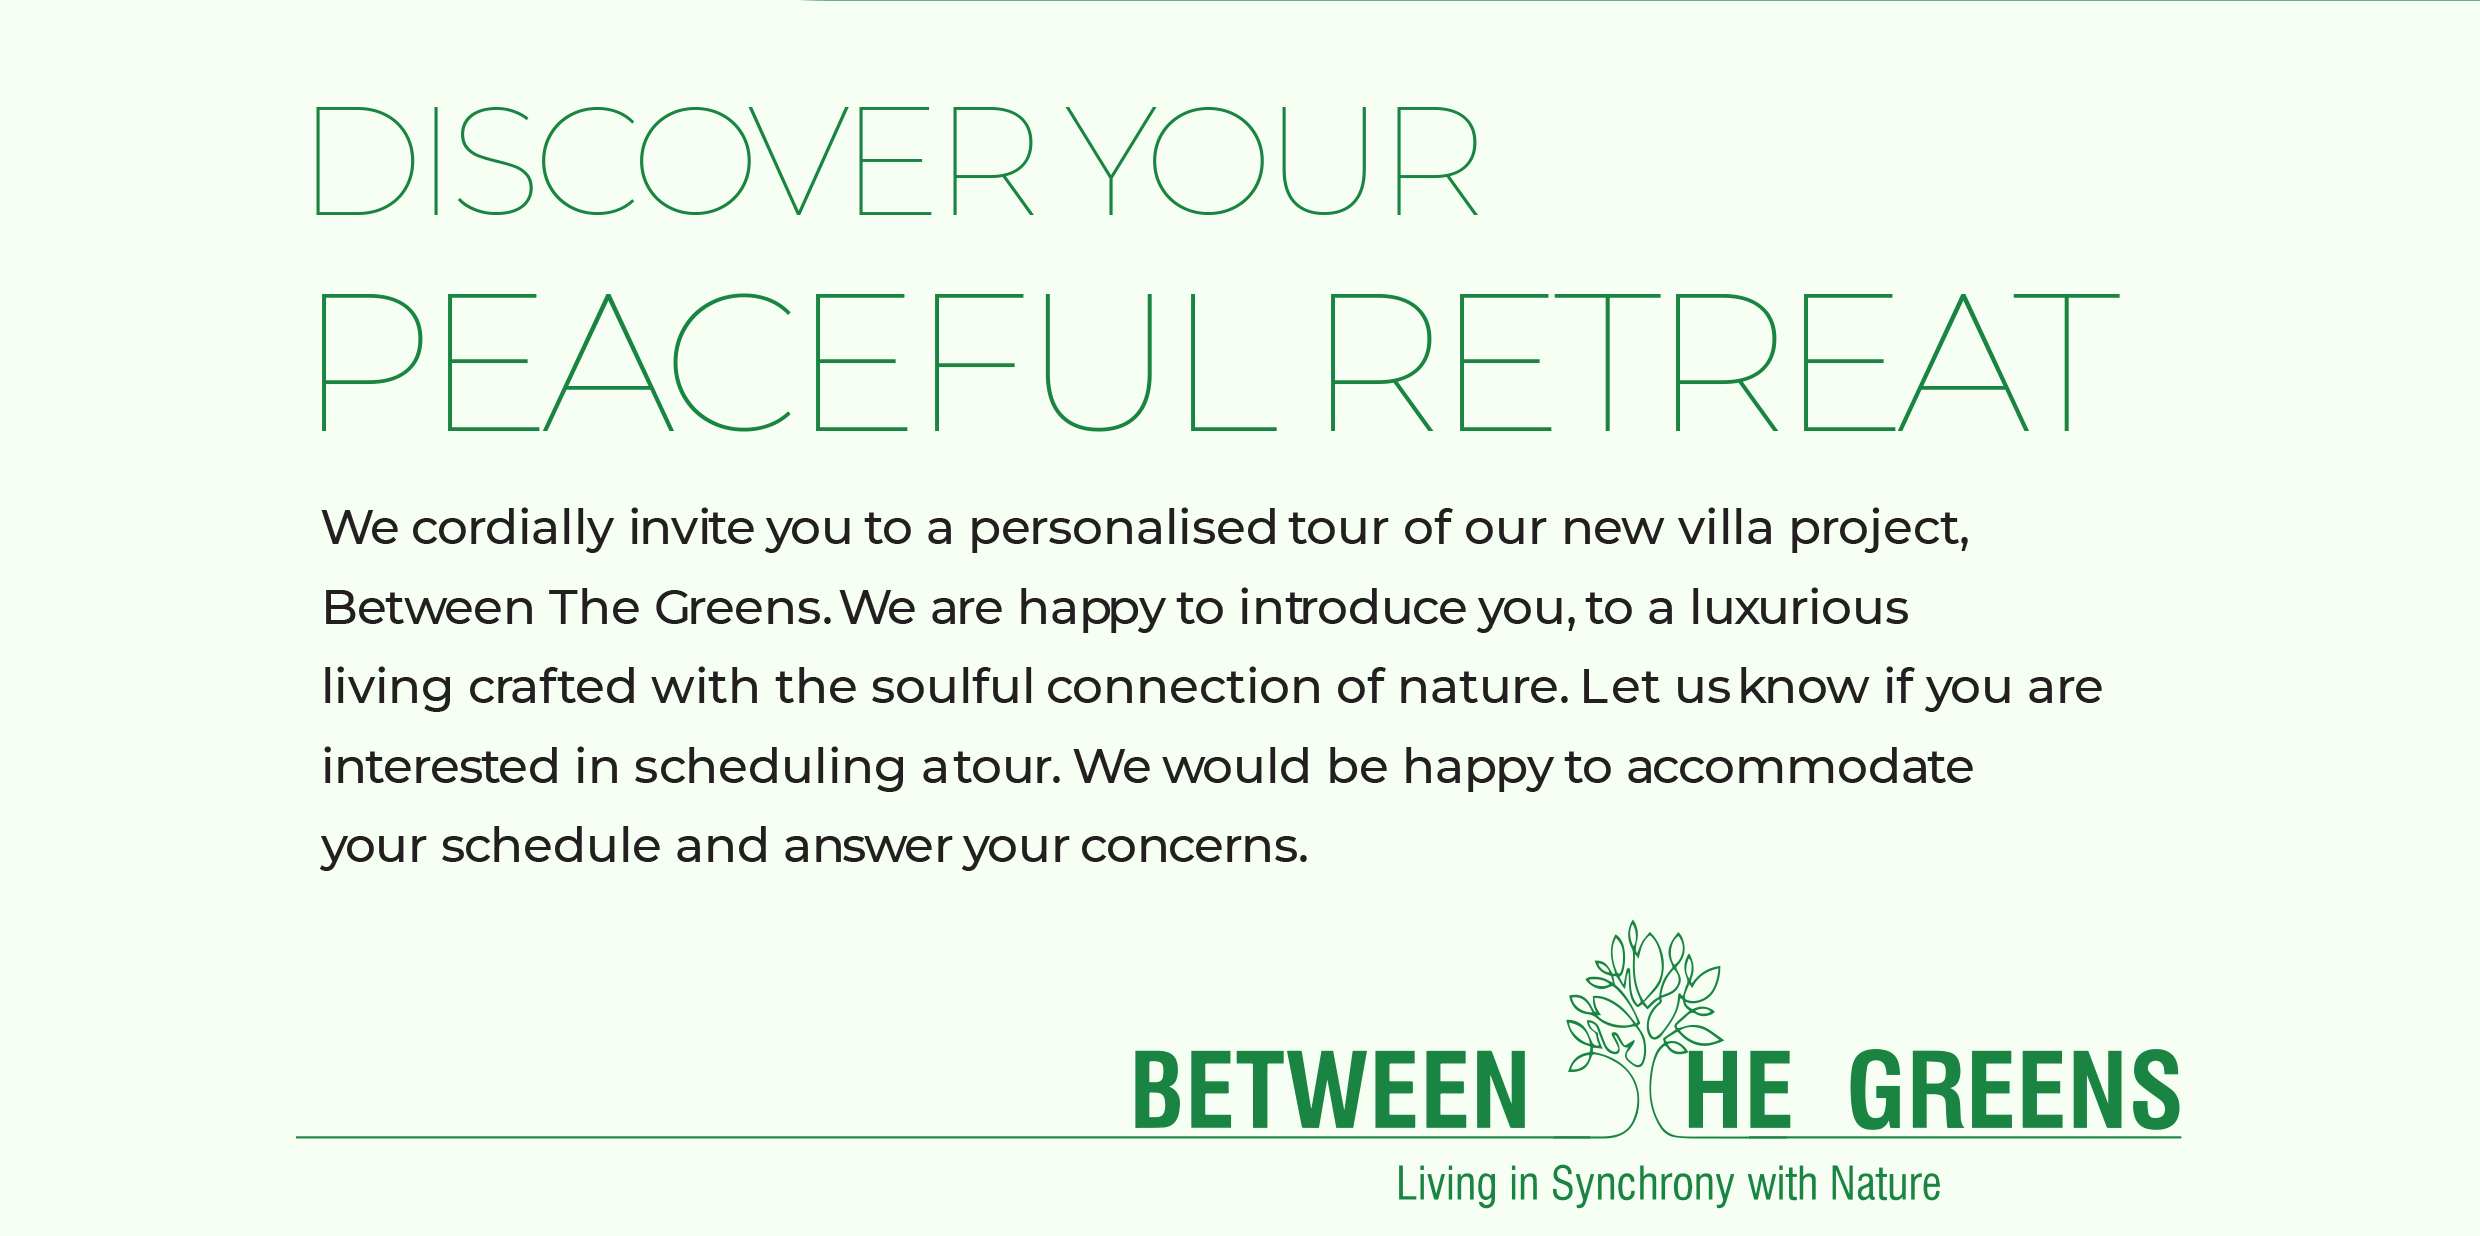 DISCOVER YOUR
PEACEFUL RETREAT
We cordially invite you to a personalised tour of our new villa project,
Between The Greens. We are happy to introduce you, to a luxurious
living crafted with the soulful connection of nature. Let us know if you are
interested in scheduling a tour. We would be happy to accommodate
your schedule and answer your concerns.
BETWEEN THE GREENS
Living in Synchrony with Nature